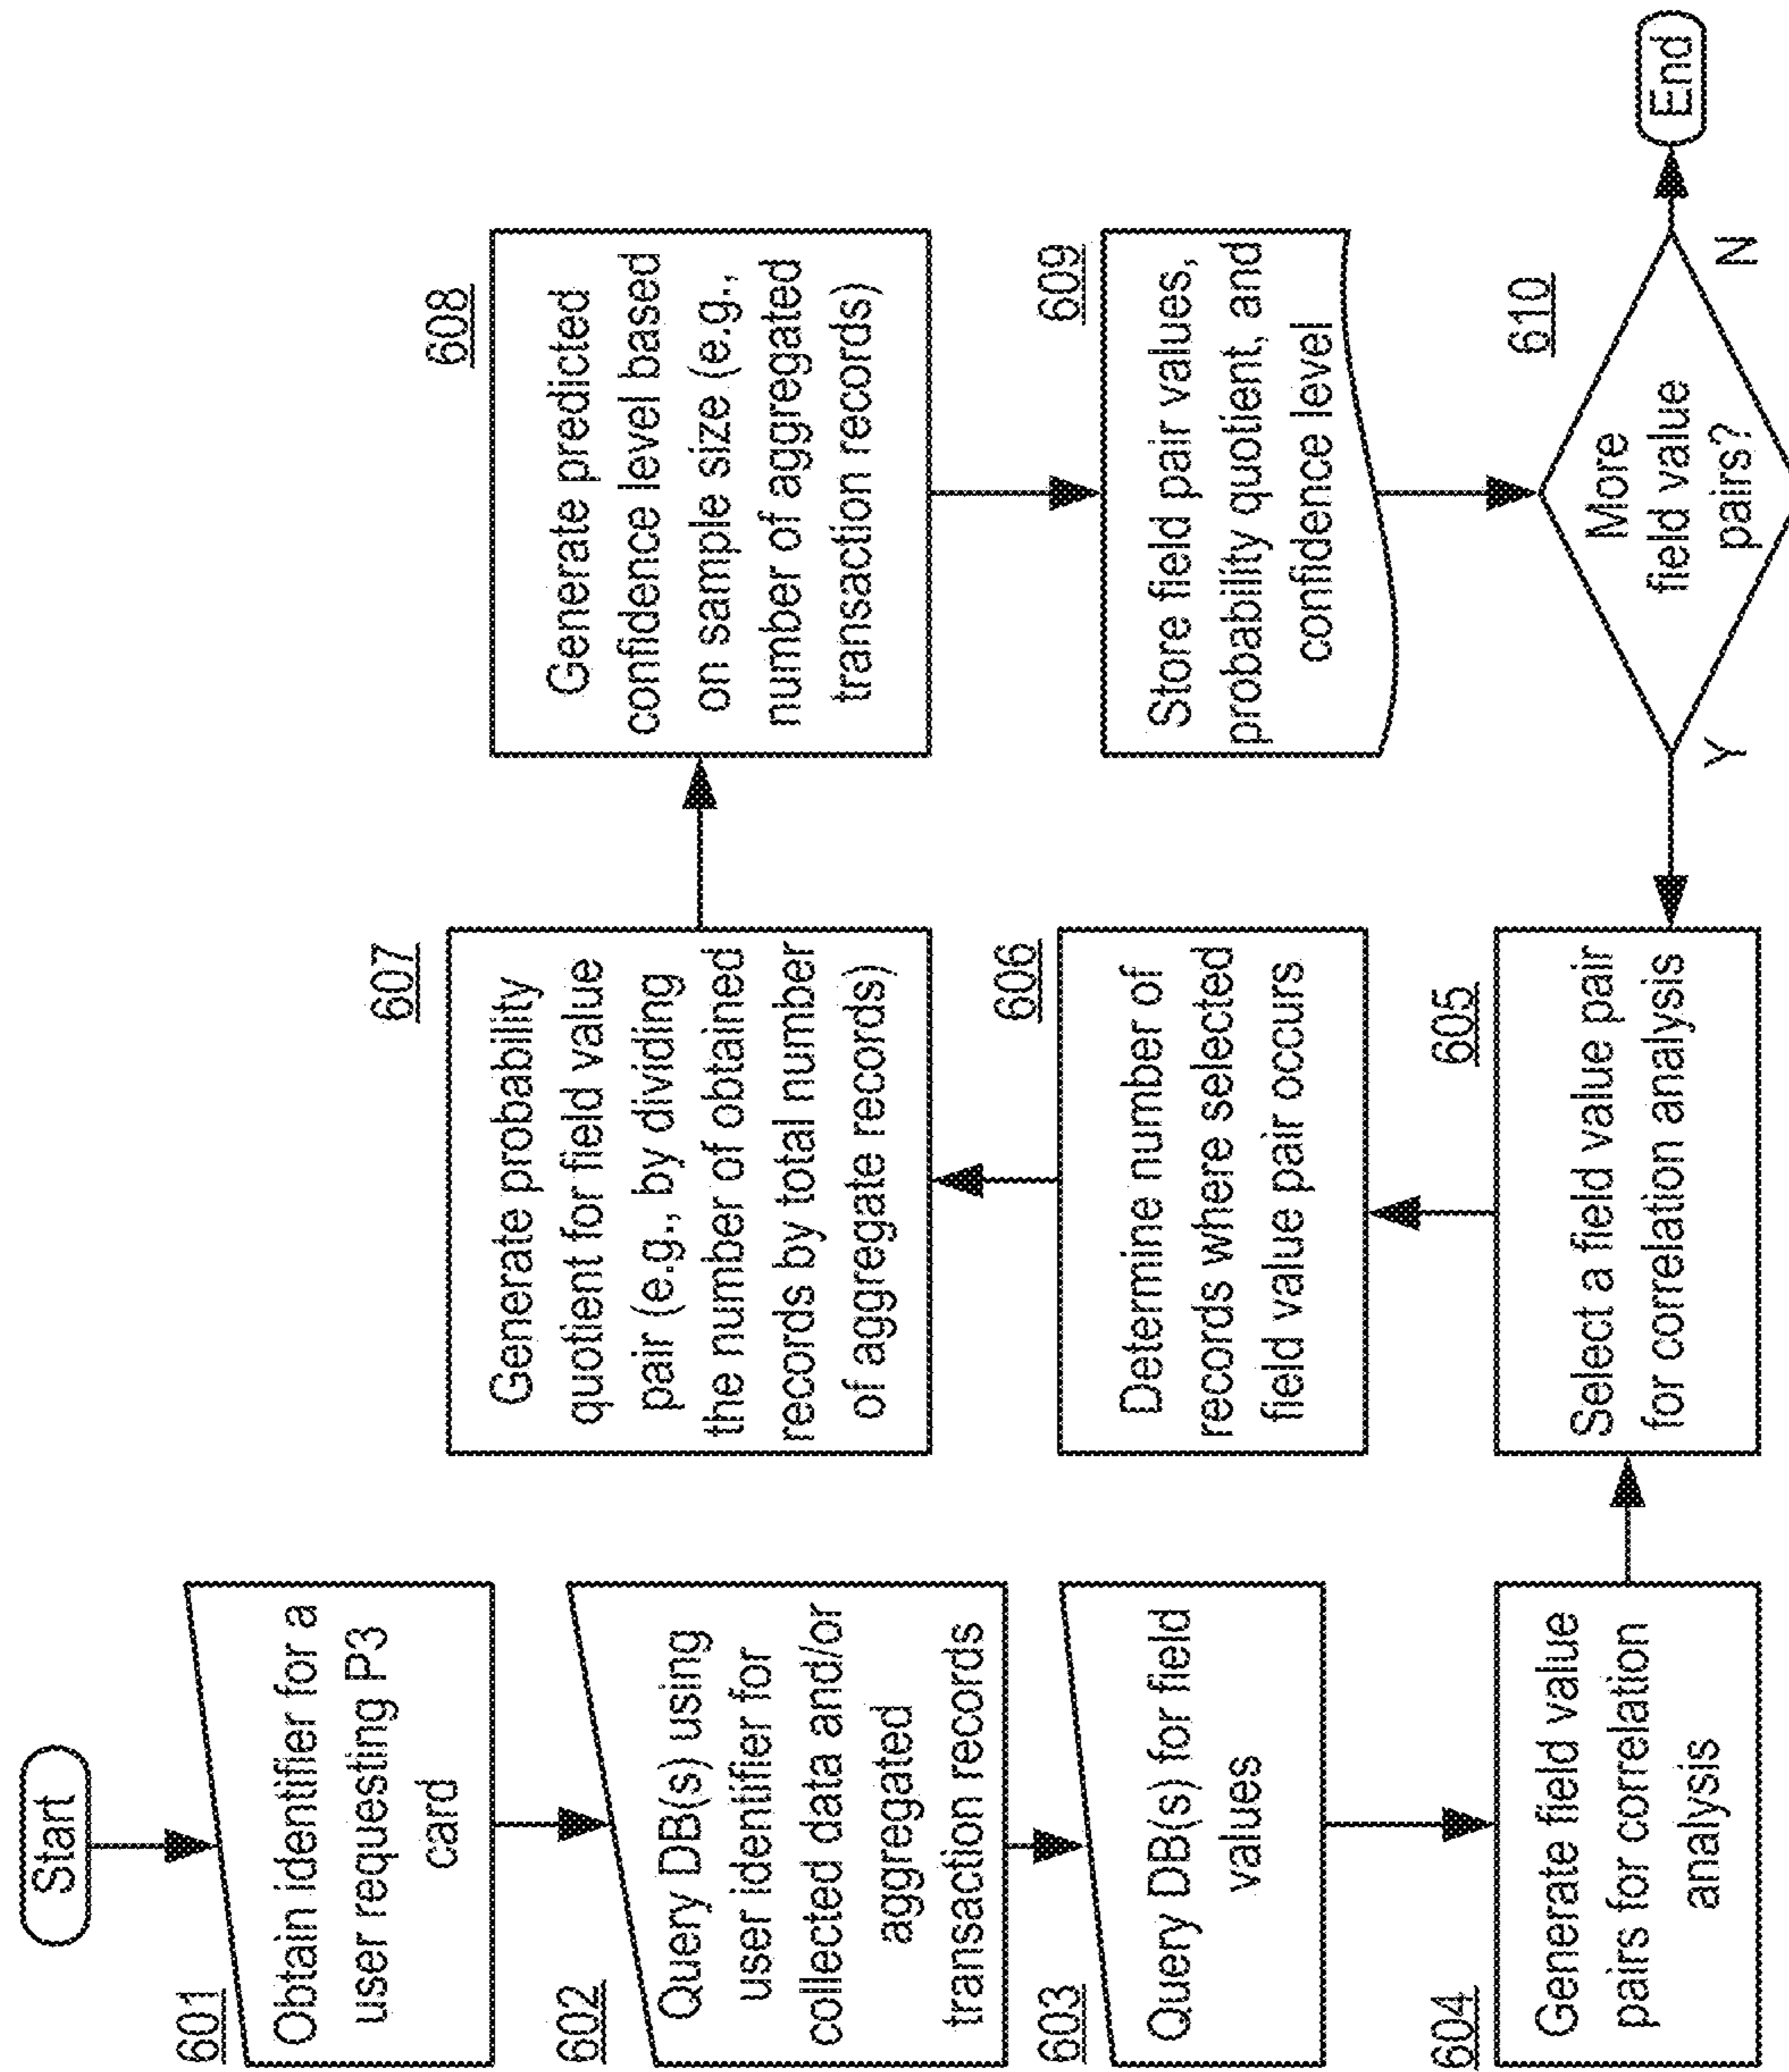 Start
601
Obtain identifier for a
user requesting P3
card
602
Query DB(s) using
user identifier for
collected data and/or
aggregated
transaction records
603
Query DB(s) for field
values
604
Generate field value
pairs for correlation
analysis
605
Select a field value pair
for correlation analysis
606
Determine number of
records where selected
field value pair occurs
607
Generate probability
quotient for field value
pair (e.g., by dividing
the number of obtained
records by total number
of aggregate records)
608
Generate predicted
confidence level based
on sample size (e.g.,
number of aggregated
transaction records)
609
Store field pair values,
probability quotient, and
confidence level
610
More
field value
pairs?
Y
N
End